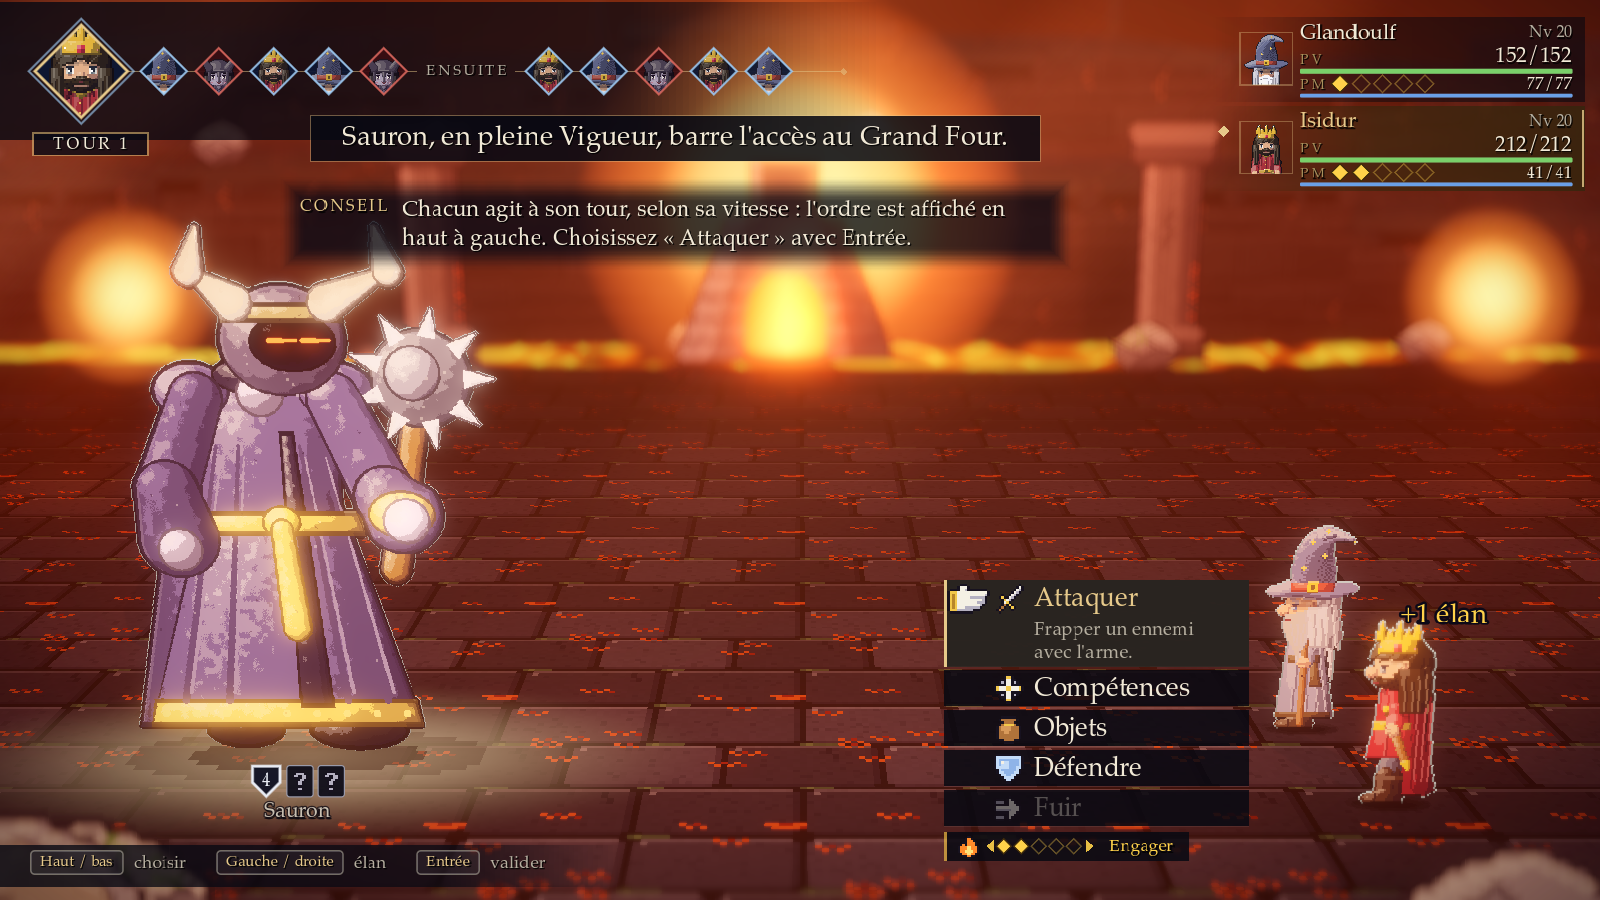 ENSUITE
TOUR 1
Sauron, en pleine Vigueur, barre l'accès au Grand Four.
CONSEIL Chacun agit à son tour, selon sa vitesse : l'ordre est affiché en
haut à gauche. Choisissez « Attaquer » avec Entrée.
Glandoulf Nv 20
PV 152/152
PM 77/77
Isidur Nv 20
PV 212/212
PM 41/41
+1 élan
Attaquer
Frapper un ennemi
avec l'arme.
Compétences
Objets
Défendre
Fuir
Engager
4 ? ?
Sauron
Haut / bas choisir Gauche / droite élan Entrée valider